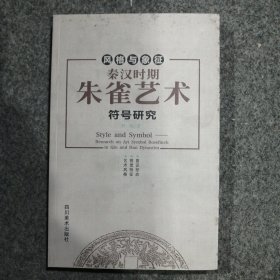 风格与象征
秦汉时期
朱雀艺术
符号研究
Style and Symbol——
Research on Art Symbol Rosefinch
in Qin and Han Dynasties
四川美术出版社